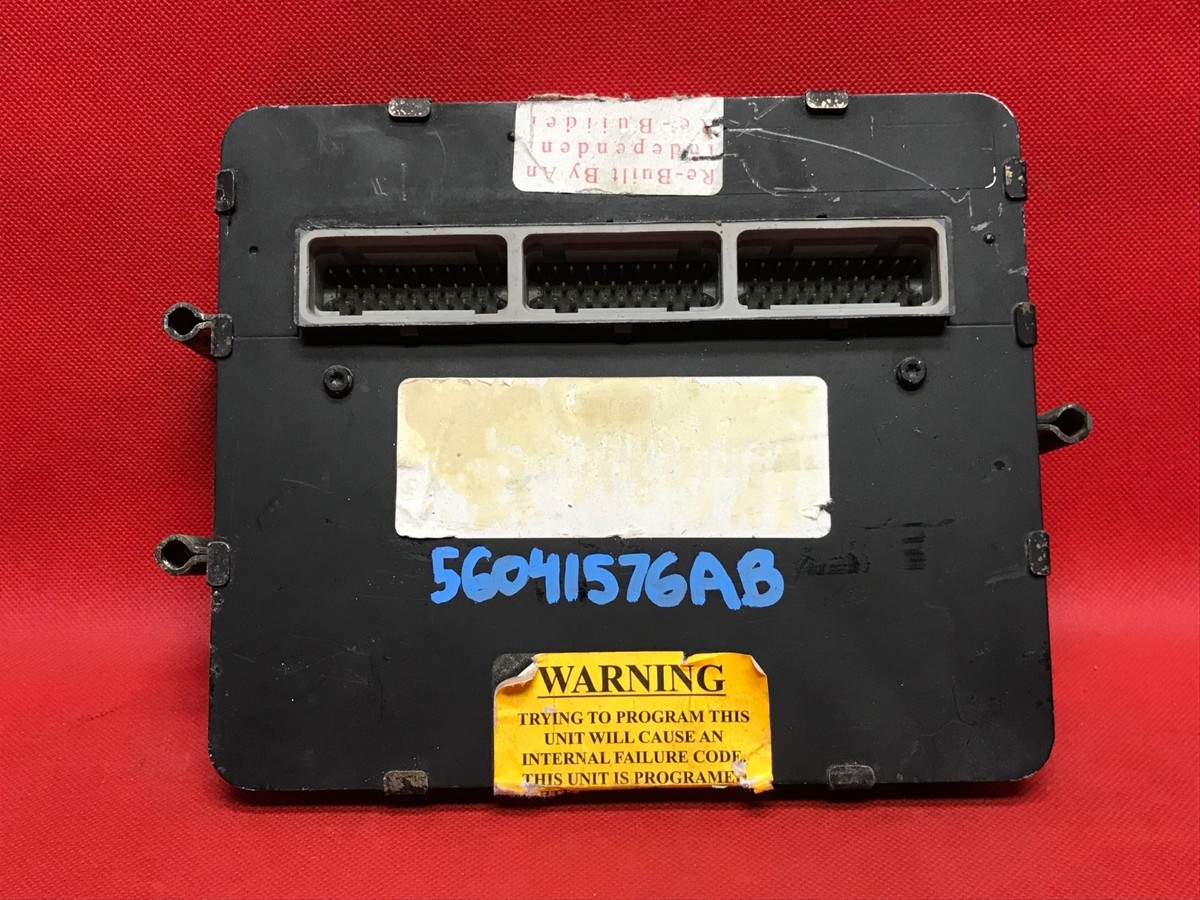 Re-Built By An
independen
Re-Builder
56041576AB
WARNING
TRYING TO PROGRAM THIS
UNIT WILL CAUSE AN
INTERNAL FAILURE CODE.
THIS UNIT IS PROGRAME